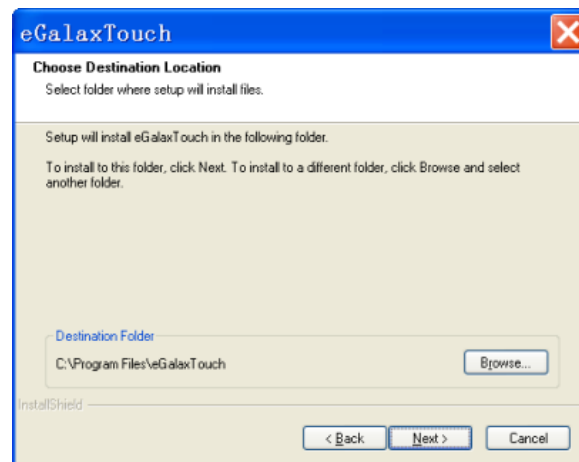 eGalaxTouch
Choose Destination Location
Select folder where setup will install files.
Setup will install eGalaxTouch in the following folder.
To install to this folder, click Next. To install to a different folder, click Browse and select
another folder.
Destination Folder
C:\Program Files\eGalaxTouch
Browse...
InstallShield
< Back
Next >
Cancel